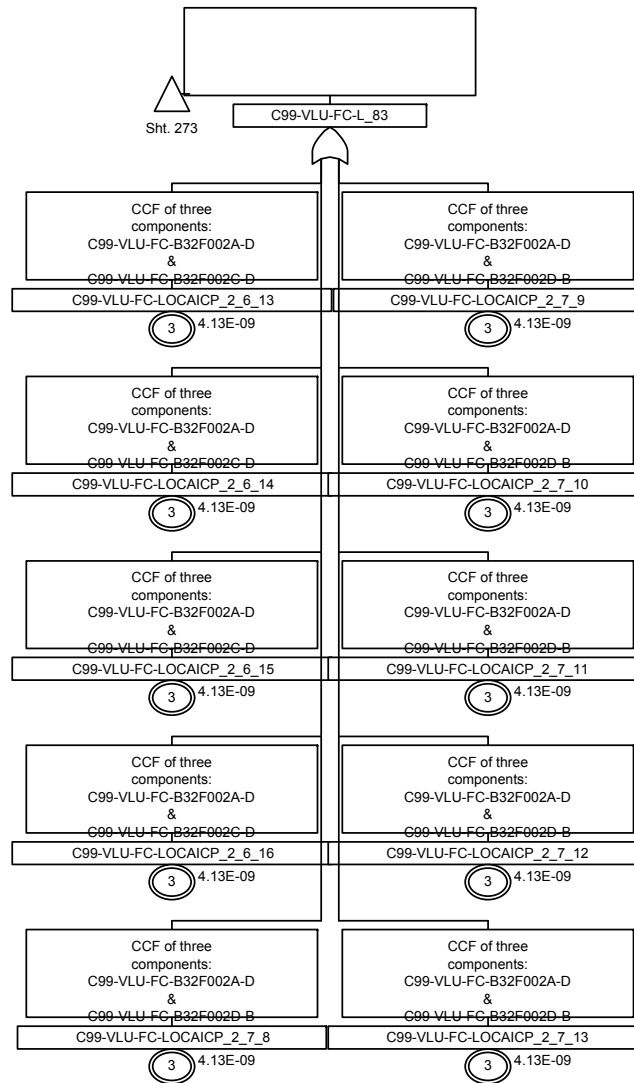 C99-VLU-FC-L_83
Sht. 273
CCF of three
components:
C99-VLU-FC-B32F002A-D
&
C99-VLU-FC-B32F002C-D
C99-VLU-FC-LOCAICP_2_6_13
3
4.13E-09
CCF of three
components:
C99-VLU-FC-B32F002A-D
&
C99-VLU-FC-B32F002D-B
C99-VLU-FC-LOCAICP_2_7_9
3
4.13E-09
CCF of three
components:
C99-VLU-FC-B32F002A-D
&
C99-VLU-FC-B32F002C-D
C99-VLU-FC-LOCAICP_2_6_14
3
4.13E-09
CCF of three
components:
C99-VLU-FC-B32F002A-D
&
C99-VLU-FC-B32F002D-B
C99-VLU-FC-LOCAICP_2_7_10
3
4.13E-09
CCF of three
components:
C99-VLU-FC-B32F002A-D
&
C99-VLU-FC-B32F002C-D
C99-VLU-FC-LOCAICP_2_6_15
3
4.13E-09
CCF of three
components:
C99-VLU-FC-B32F002A-D
&
C99-VLU-FC-B32F002D-B
C99-VLU-FC-LOCAICP_2_7_11
3
4.13E-09
CCF of three
components:
C99-VLU-FC-B32F002A-D
&
C99-VLU-FC-B32F002C-D
C99-VLU-FC-LOCAICP_2_6_16
3
4.13E-09
CCF of three
components:
C99-VLU-FC-B32F002A-D
&
C99-VLU-FC-B32F002D-B
C99-VLU-FC-LOCAICP_2_7_12
3
4.13E-09
CCF of three
components:
C99-VLU-FC-B32F002A-D
&
C99-VLU-FC-B32F002D-B
C99-VLU-FC-LOCAICP_2_7_8
3
4.13E-09
CCF of three
components:
C99-VLU-FC-B32F002A-D
&
C99-VLU-FC-B32F002D-B
C99-VLU-FC-LOCAICP_2_7_13
3
4.13E-09